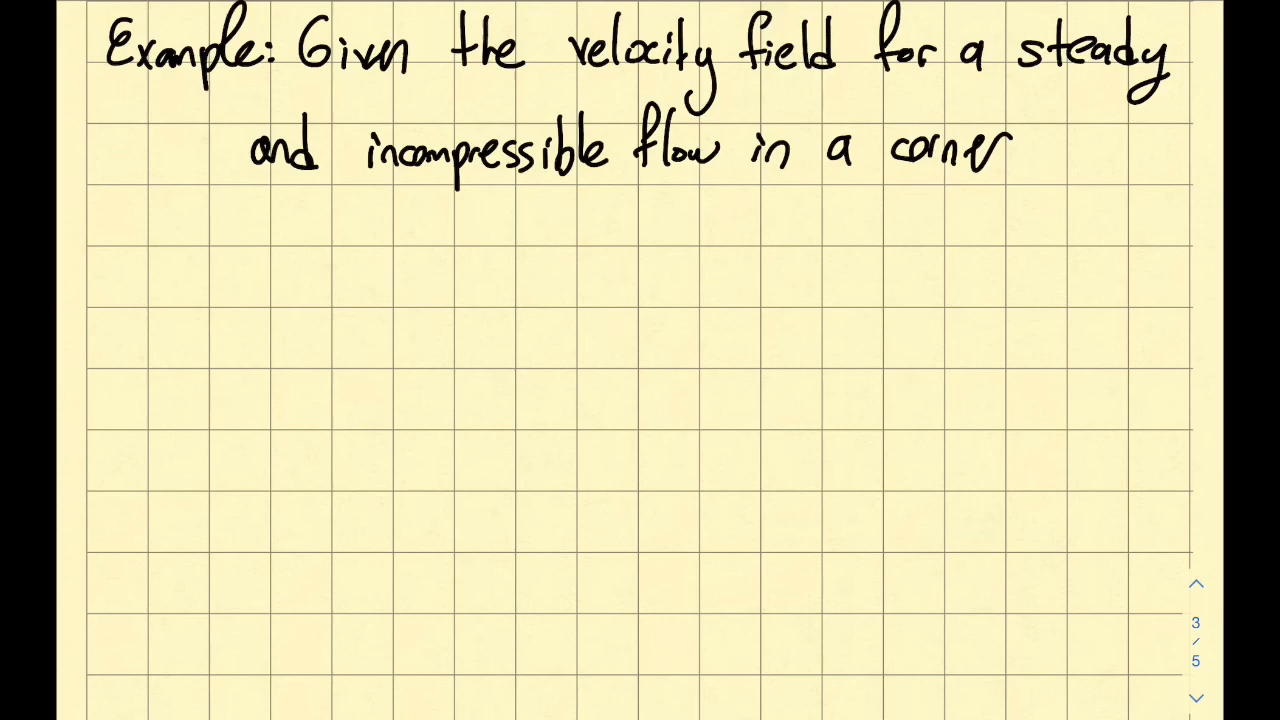 Example: Given the velocity field for a steady
and incompressible flow in a corner
3
/
5